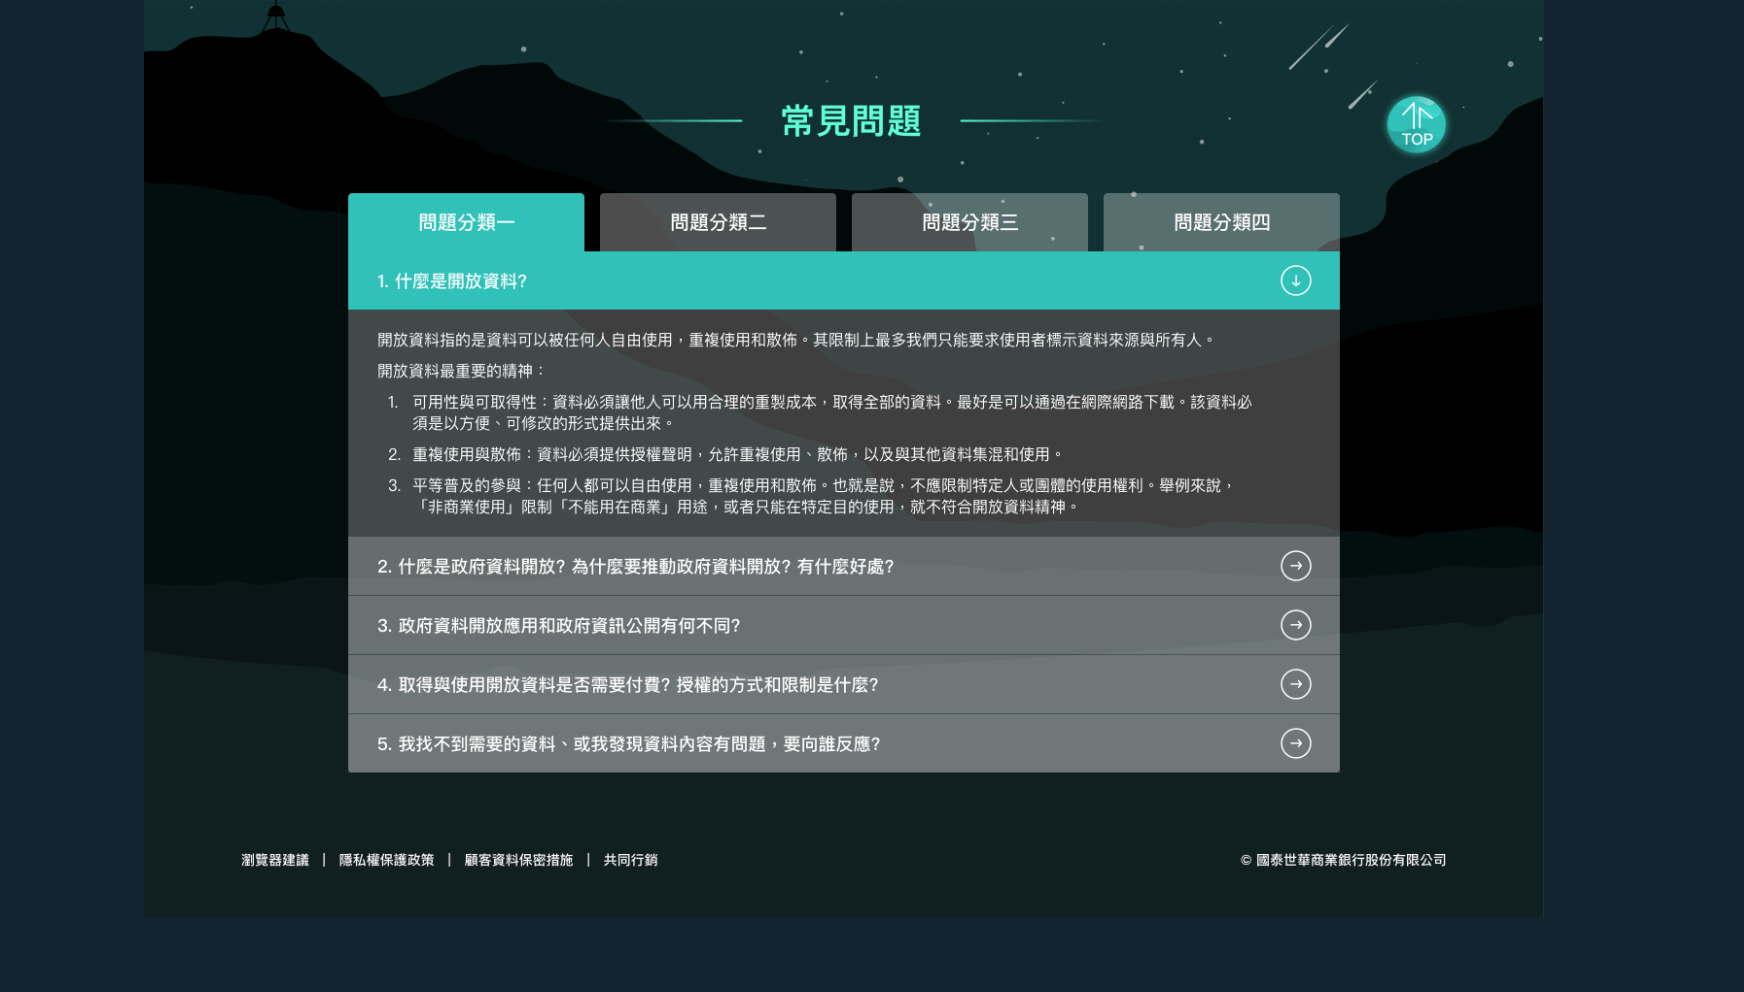 常見問題
TOP
問題分類一
問題分類二
問題分類三
問題分類四
1. 什麼是開放資料?
開放資料指的是資料可以被任何人自由使用，重複使用和散佈。其限制上最多我們只能要求使用者標示資料來源與所有人。
開放資料最重要的精神：
1. 可用性與可取得性：資料必須讓他人可以用合理的重製成本，取得全部的資料。最好是可以通過在網際網路下載。該資料必
須是以方便、可修改的形式提供出來。
2. 重複使用與散佈：資料必須提供授權聲明，允許重複使用、散佈，以及與其他資料集混和使用。
3. 平等普及的參與：任何人都可以自由使用，重複使用和散佈。也就是說，不應限制特定人或團體的使用權利。舉例來說，
「非商業使用」限制「不能用在商業」用途，或者只能在特定目的使用，就不符合開放資料精神。
2. 什麼是政府資料開放? 為什麼要推動政府資料開放? 有什麼好處?
3. 政府資料開放應用和政府資訊公開有何不同?
4. 取得與使用開放資料是否需要付費? 授權的方式和限制是什麼?
5. 我找不到需要的資料、或我發現資料內容有問題，要向誰反應?
瀏覽器建議 | 隱私權保護政策 | 顧客資料保密措施 | 共同行銷
© 國泰世華商業銀行股份有限公司